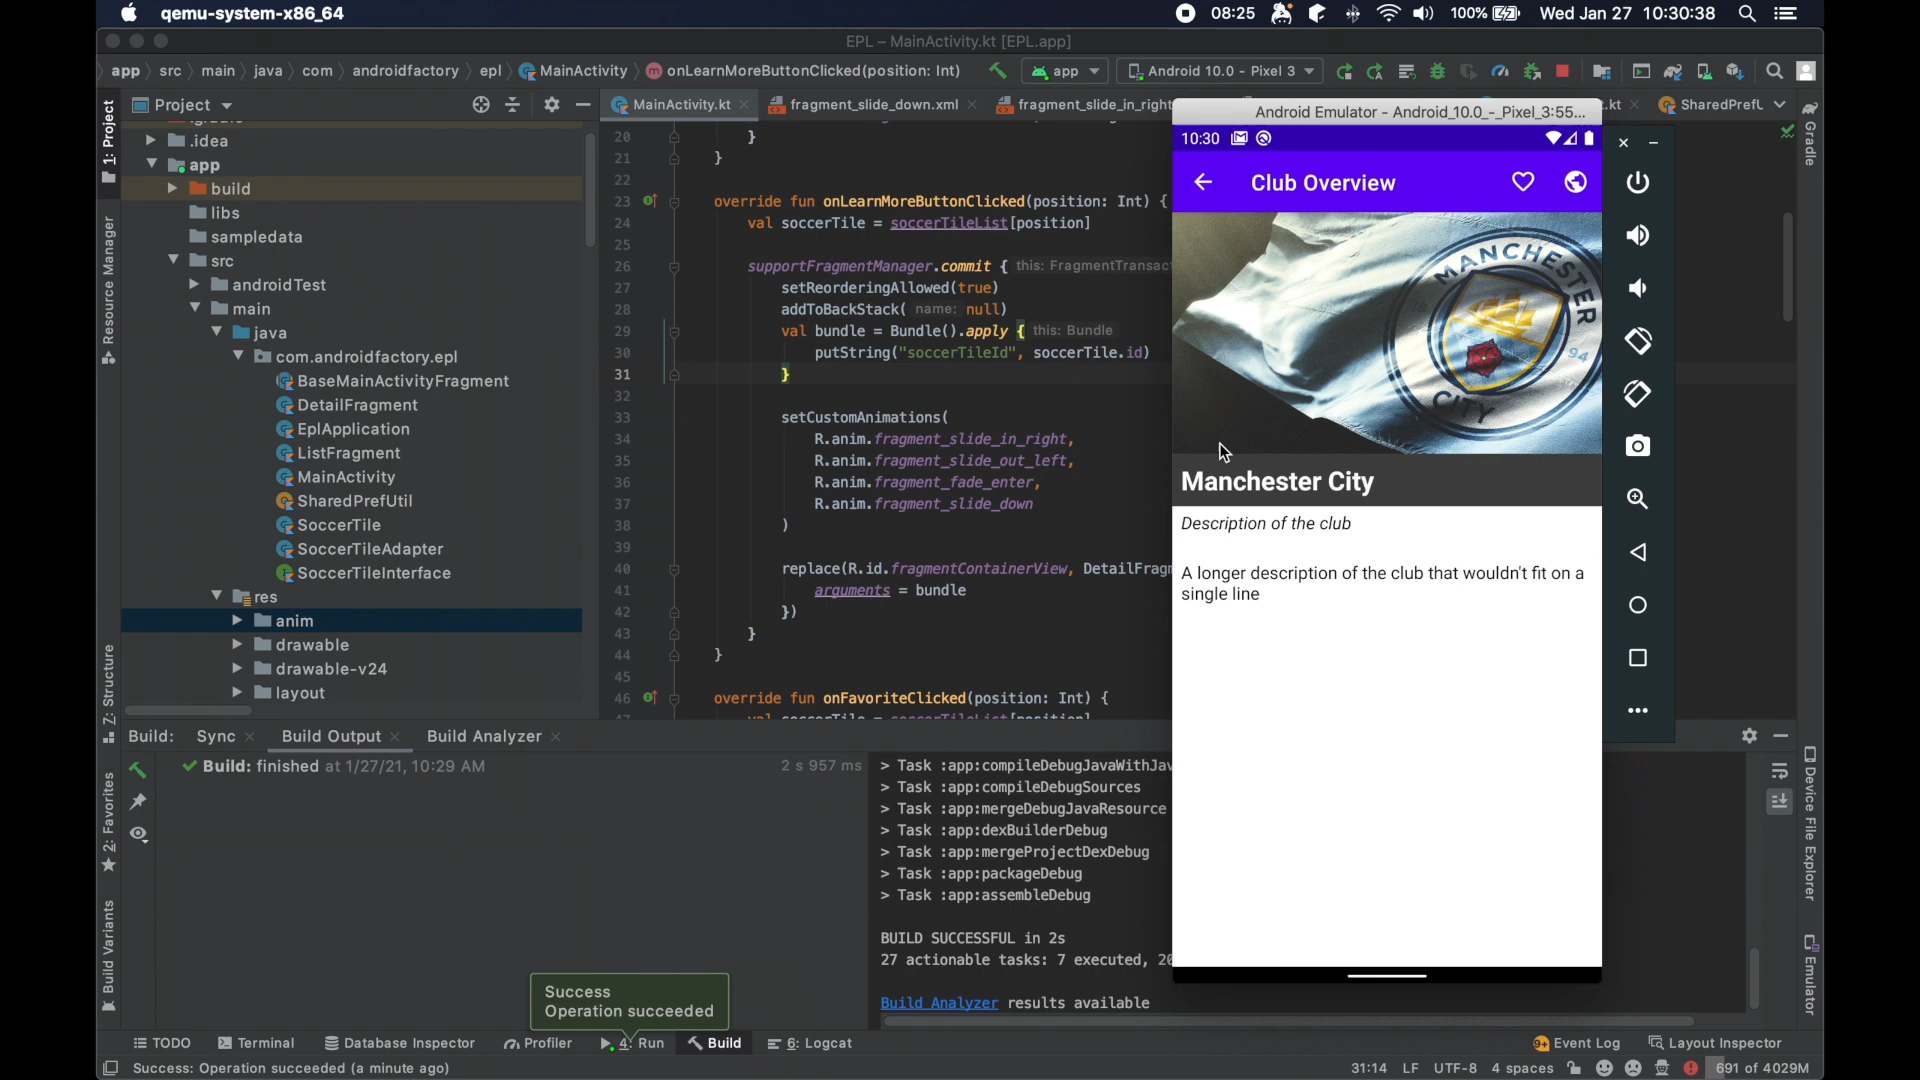 qemu-system-x86_64
08:25
100%
Wed Jan 27 10:30:38
EPL – MainActivity.kt [EPL.app]
app
src
main
java
com
androidfactory
epl
MainActivity
onLearnMoreButtonClicked(position: Int)
app
Android 10.0 - Pixel 3
1: Project
Resource Manager
Z: Structure
2: Favorites
Build Variants
Project
.idea
app
build
libs
sampledata
src
androidTest
main
java
com.androidfactory.epl
BaseMainActivityFragment
DetailFragment
EplApplication
ListFragment
MainActivity
SharedPrefUtil
SoccerTile
SoccerTileAdapter
SoccerTileInterface
res
anim
drawable
drawable-v24
layout
MainActivity.kt
fragment_slide_down.xml
fragment_slide_in_right
.kt
SharedPrefU
20 }
21 }
22
23 override fun onLearnMoreButtonClicked(position: Int) {
24 val soccerTile = soccerTileList[position]
25
26 supportFragmentManager.commit { this: FragmentTransact
27 setReorderingAllowed(true)
28 addToBackStack( name: null)
29 val bundle = Bundle().apply { this: Bundle
30 putString("soccerTileId", soccerTile.id)
31 }
32
33 setCustomAnimations(
34 R.anim.fragment_slide_in_right,
35 R.anim.fragment_slide_out_left,
36 R.anim.fragment_fade_enter,
37 R.anim.fragment_slide_down
38 )
39
40 replace(R.id.fragmentContainerView, DetailFragm
41 arguments = bundle
42 })
43 }
44 }
45
46 override fun onFavoriteClicked(position: Int) {
Android Emulator - Android_10.0_-_Pixel_3:55...
10:30
Club Overview
MANCHESTER
94
CITY
Manchester City
Description of the club
A longer description of the club that wouldn't fit on a
single line
Gradle
Device File Explorer
Emulator
Build:
Sync
Build Output
Build Analyzer
Build: finished at 1/27/21, 10:29 AM
2 s 957 ms
> Task :app:compileDebugJavaWithJav
> Task :app:compileDebugSources
> Task :app:mergeDebugJavaResource
> Task :app:dexBuilderDebug
> Task :app:mergeProjectDexDebug
> Task :app:packageDebug
> Task :app:assembleDebug
BUILD SUCCESSFUL in 2s
27 actionable tasks: 7 executed, 20
Build Analyzer results available
Success
Operation succeeded
TODO
Terminal
Database Inspector
Profiler
4: Run
Build
6: Logcat
9+ Event Log
Layout Inspector
Success: Operation succeeded (a minute ago)
31:14
LF
UTF-8
4 spaces
691 of 4029M